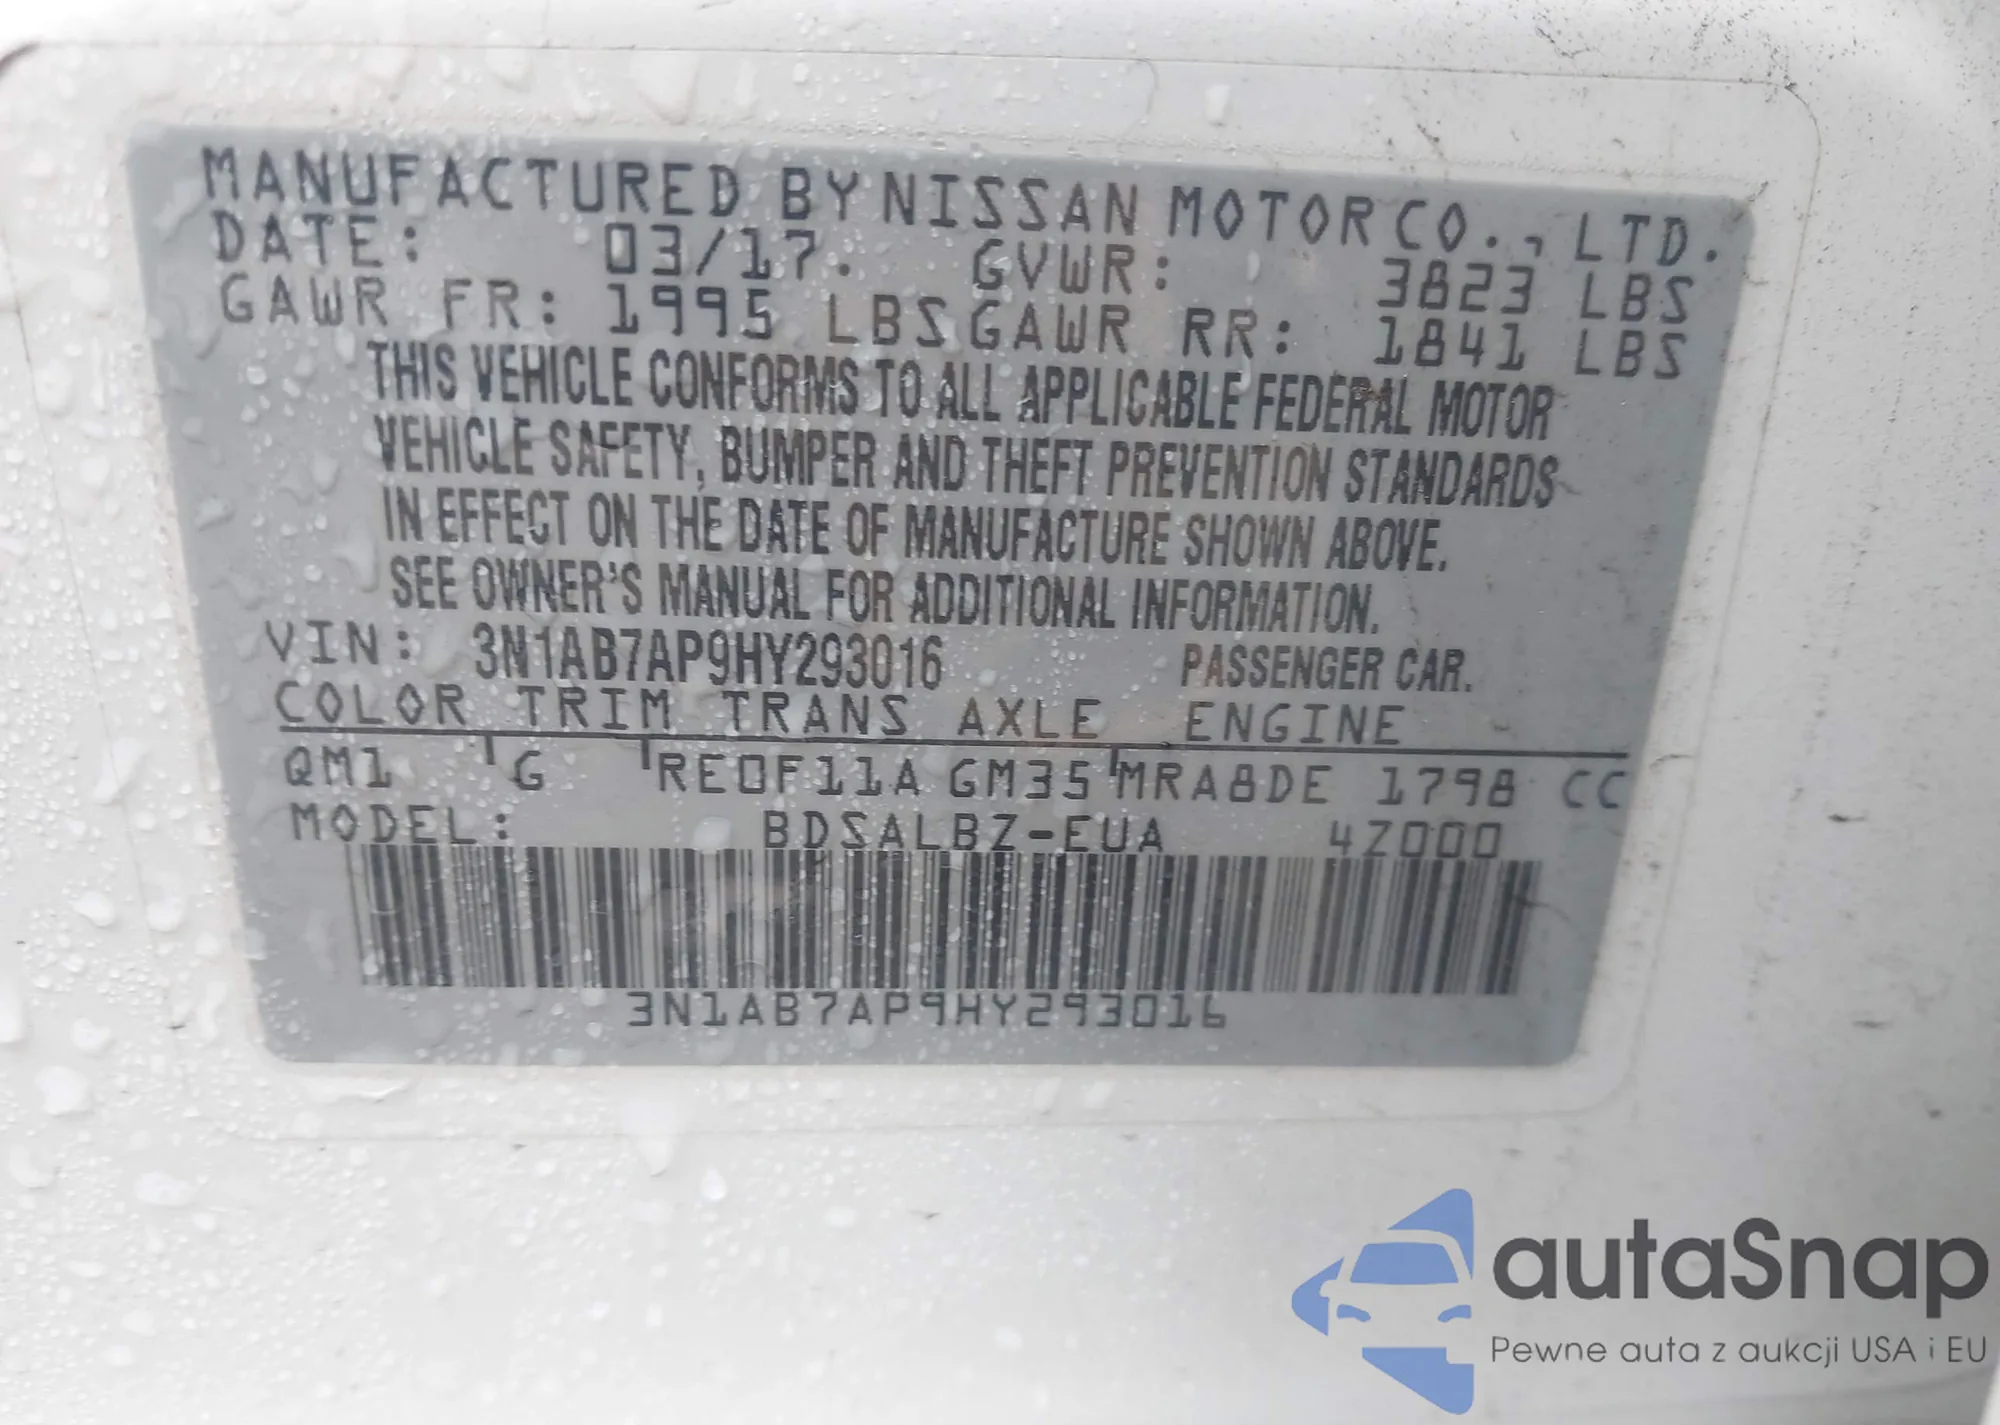 MANUFACTURED BY NISSAN MOTOR CO., LTD.
DATE: 03/17. GVWR: 3823 LBS
GAWR FR: 1995 LBS GAWR RR: 1841 LBS
THIS VEHICLE CONFORMS TO ALL APPLICABLE FEDERAL MOTOR
VEHICLE SAFETY, BUMPER AND THEFT PREVENTION STANDARDS
IN EFFECT ON THE DATE OF MANUFACTURE SHOWN ABOVE.
SEE OWNER'S MANUAL FOR ADDITIONAL INFORMATION.
VIN: 3N1AB7AP9HY293016 PASSENGER CAR.
COLOR TRIM TRANS AXLE ENGINE
QM1 G RE0F11A GM35 MRA8DE 1798 CC
MODEL: BDSALBZ-EUA 4Z000
3N1AB7AP9HY293016
autaSnap
Pewne auta z aukcji USA i EU